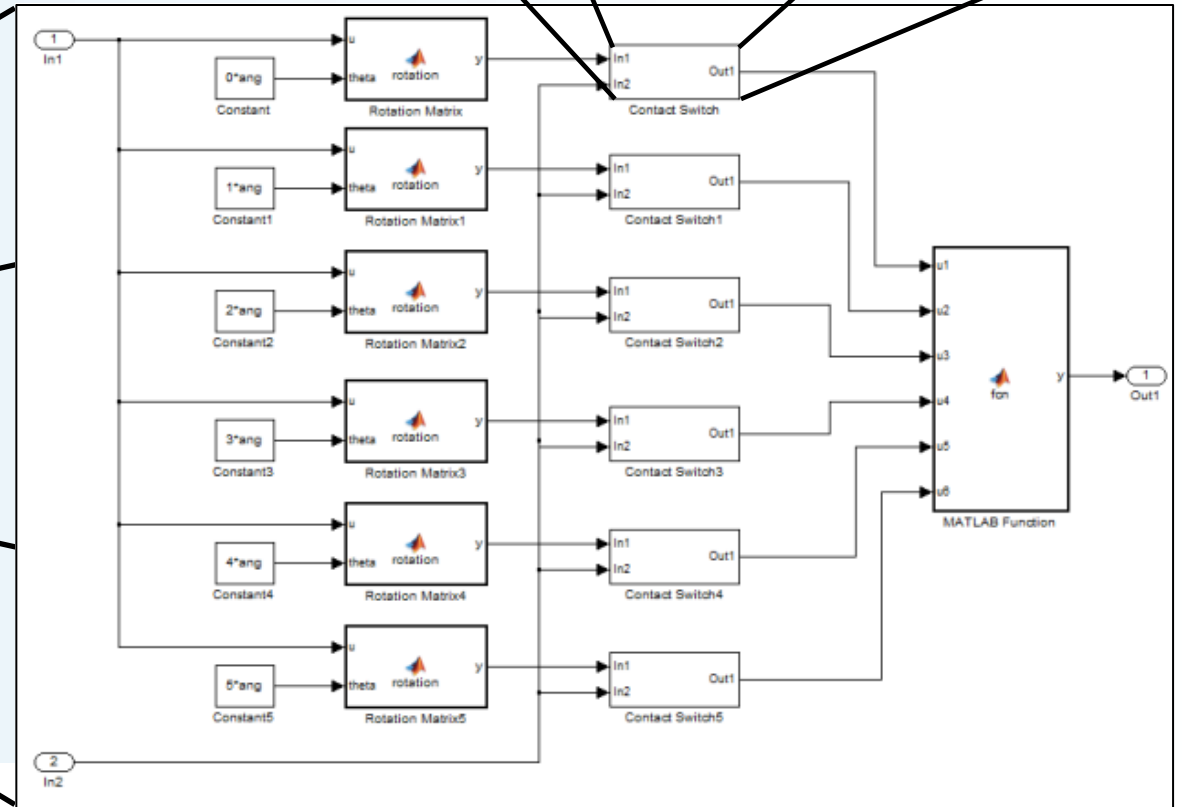 1
In1
0*ang
Constant
u
theta
rotation
y
Rotation Matrix
In1
In2
Out1
Contact Switch
1*ang
Constant1
u
theta
rotation
y
Rotation Matrix1
In1
In2
Out1
Contact Switch1
2*ang
Constant2
u
theta
rotation
y
Rotation Matrix2
In1
In2
Out1
Contact Switch2
3*ang
Constant3
u
theta
rotation
y
Rotation Matrix3
In1
In2
Out1
Contact Switch3
4*ang
Constant4
u
theta
rotation
y
Rotation Matrix4
In1
In2
Out1
Contact Switch4
5*ang
Constant5
u
theta
rotation
y
Rotation Matrix5
In1
In2
Out1
Contact Switch5
u1
u2
u3
u4
u5
u6
fcn
y
MATLAB Function
1
Out1
2
In2